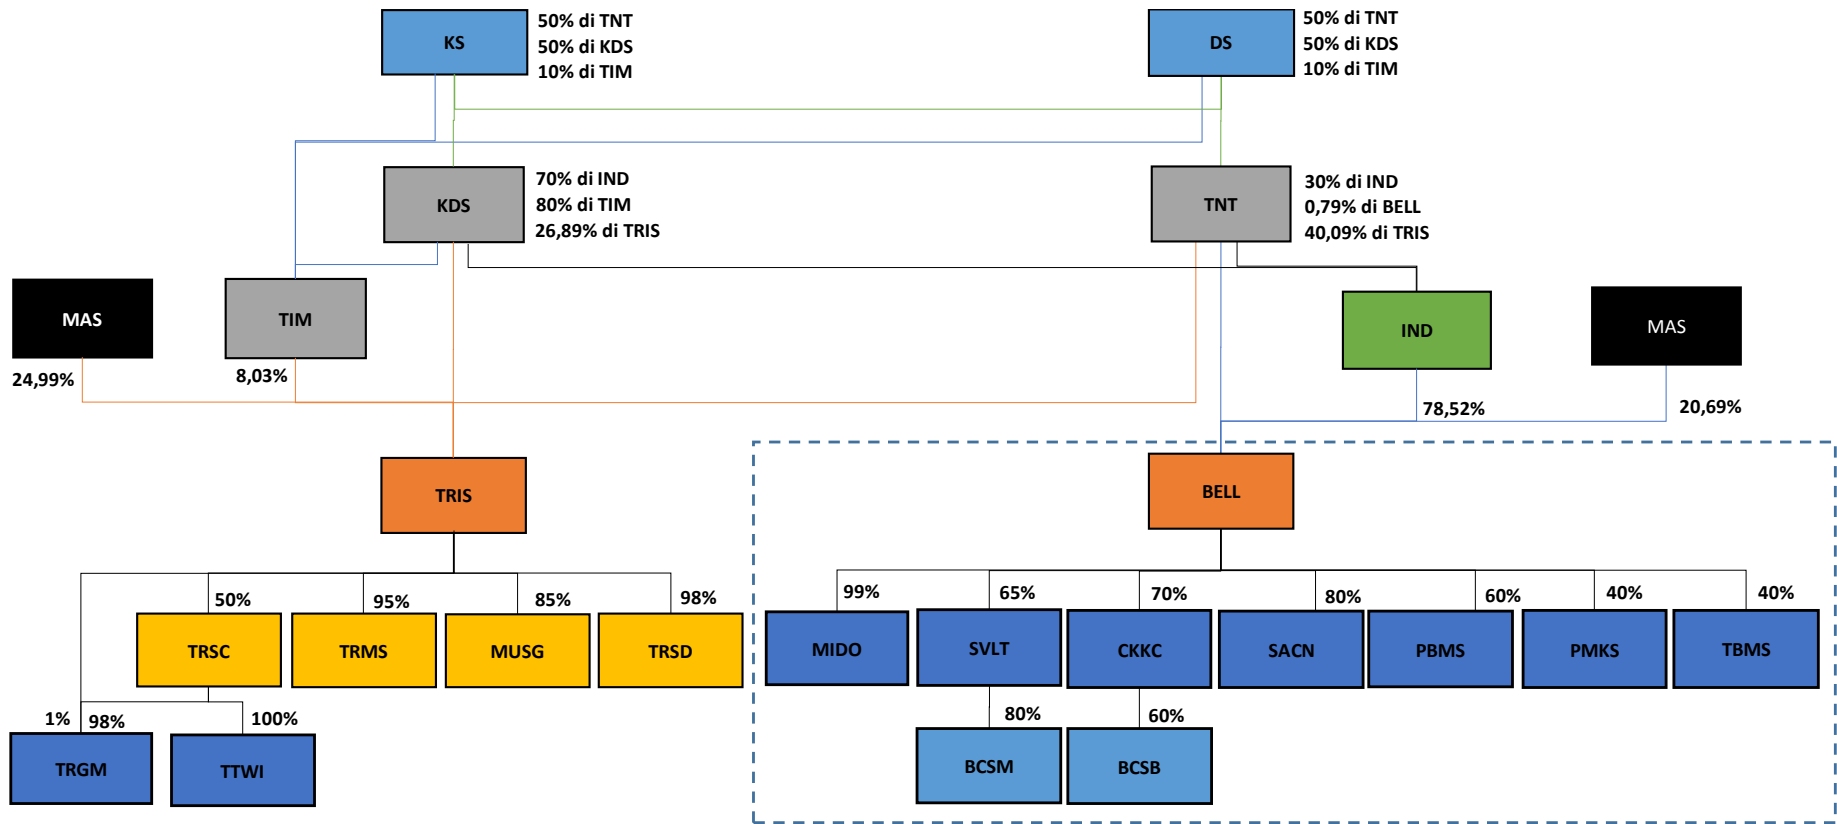 KS
50% di TNT
50% di KDS
10% di TIM
DS
50% di TNT
50% di KDS
10% di TIM
KDS
70% di IND
80% di TIM
26,89% di TRIS
TNT
30% di IND
0,79% di BELL
40,09% di TRIS
MAS
TIM
IND
MAS
24,99%
8,03%
78,52%
20,69%
TRIS
BELL
50%
95%
85%
98%
99%
65%
70%
80%
60%
40%
40%
TRSC
TRMS
MUSG
TRSD
MIDO
SVLT
CKKC
SACN
PBMS
PMKS
TBMS
1%
98%
100%
80%
60%
TRGM
TTWI
BCSM
BCSB